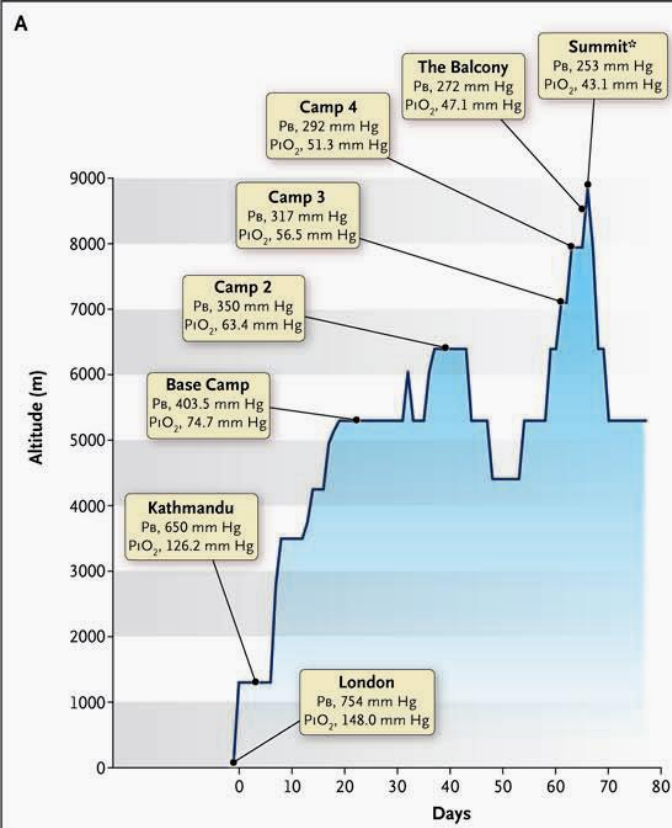 A
Summit☆
PB, 253 mm Hg
PIO₂, 43.1 mm Hg
The Balcony
PB, 272 mm Hg
PIO₂, 47.1 mm Hg
Camp 4
PB, 292 mm Hg
PIO₂, 51.3 mm Hg
Camp 3
PB, 317 mm Hg
PIO₂, 56.5 mm Hg
Camp 2
PB, 350 mm Hg
PIO₂, 63.4 mm Hg
Base Camp
PB, 403.5 mm Hg
PIO₂, 74.7 mm Hg
Kathmandu
PB, 650 mm Hg
PIO₂, 126.2 mm Hg
London
PB, 754 mm Hg
PIO₂, 148.0 mm Hg
Altitude (m)
9000
8000
7000
6000
5000
4000
3000
2000
1000
0
0 10 20 30 40 50 60 70 80
Days